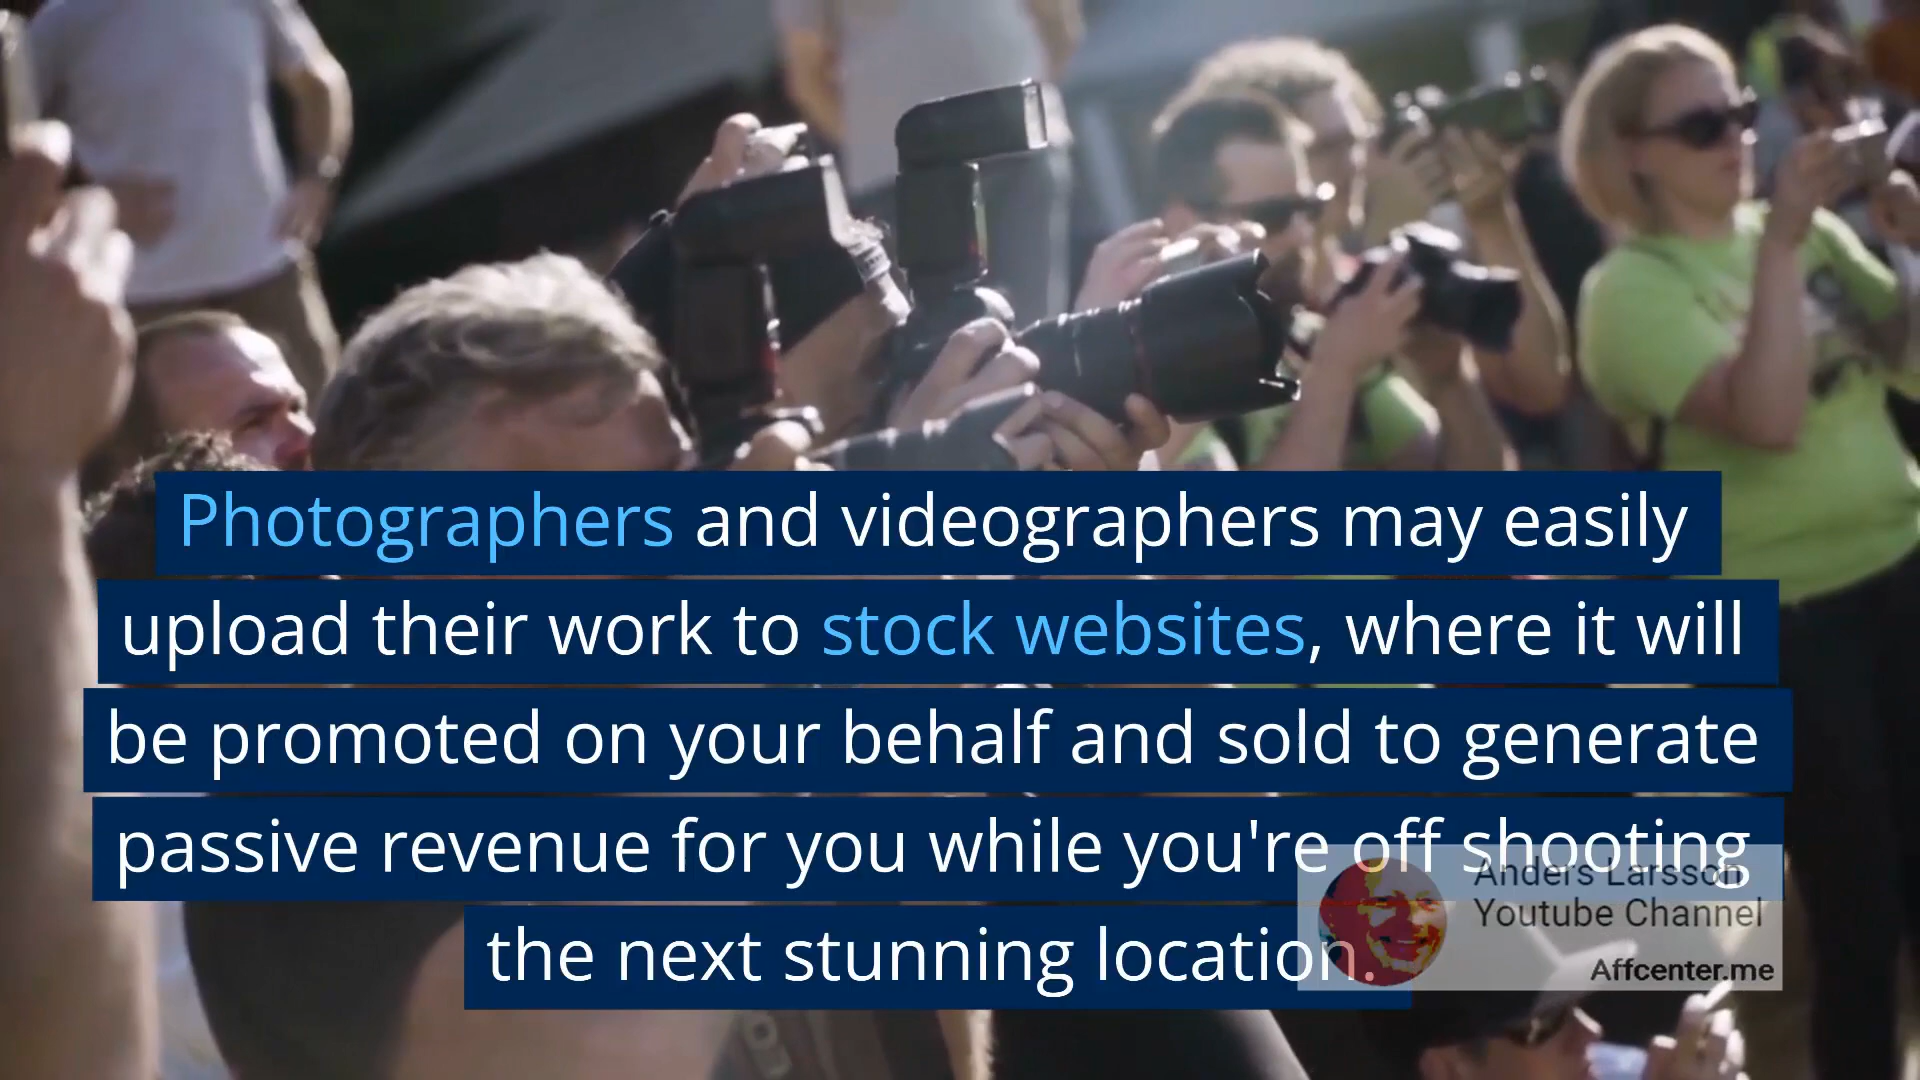 Photographers and videographers may easily
upload their work to stock websites, where it will
be promoted on your behalf and sold to generate
passive revenue for you while you're off shooting
the next stunning location.
Anders Larsson
Youtube Channel
Affcenter.me